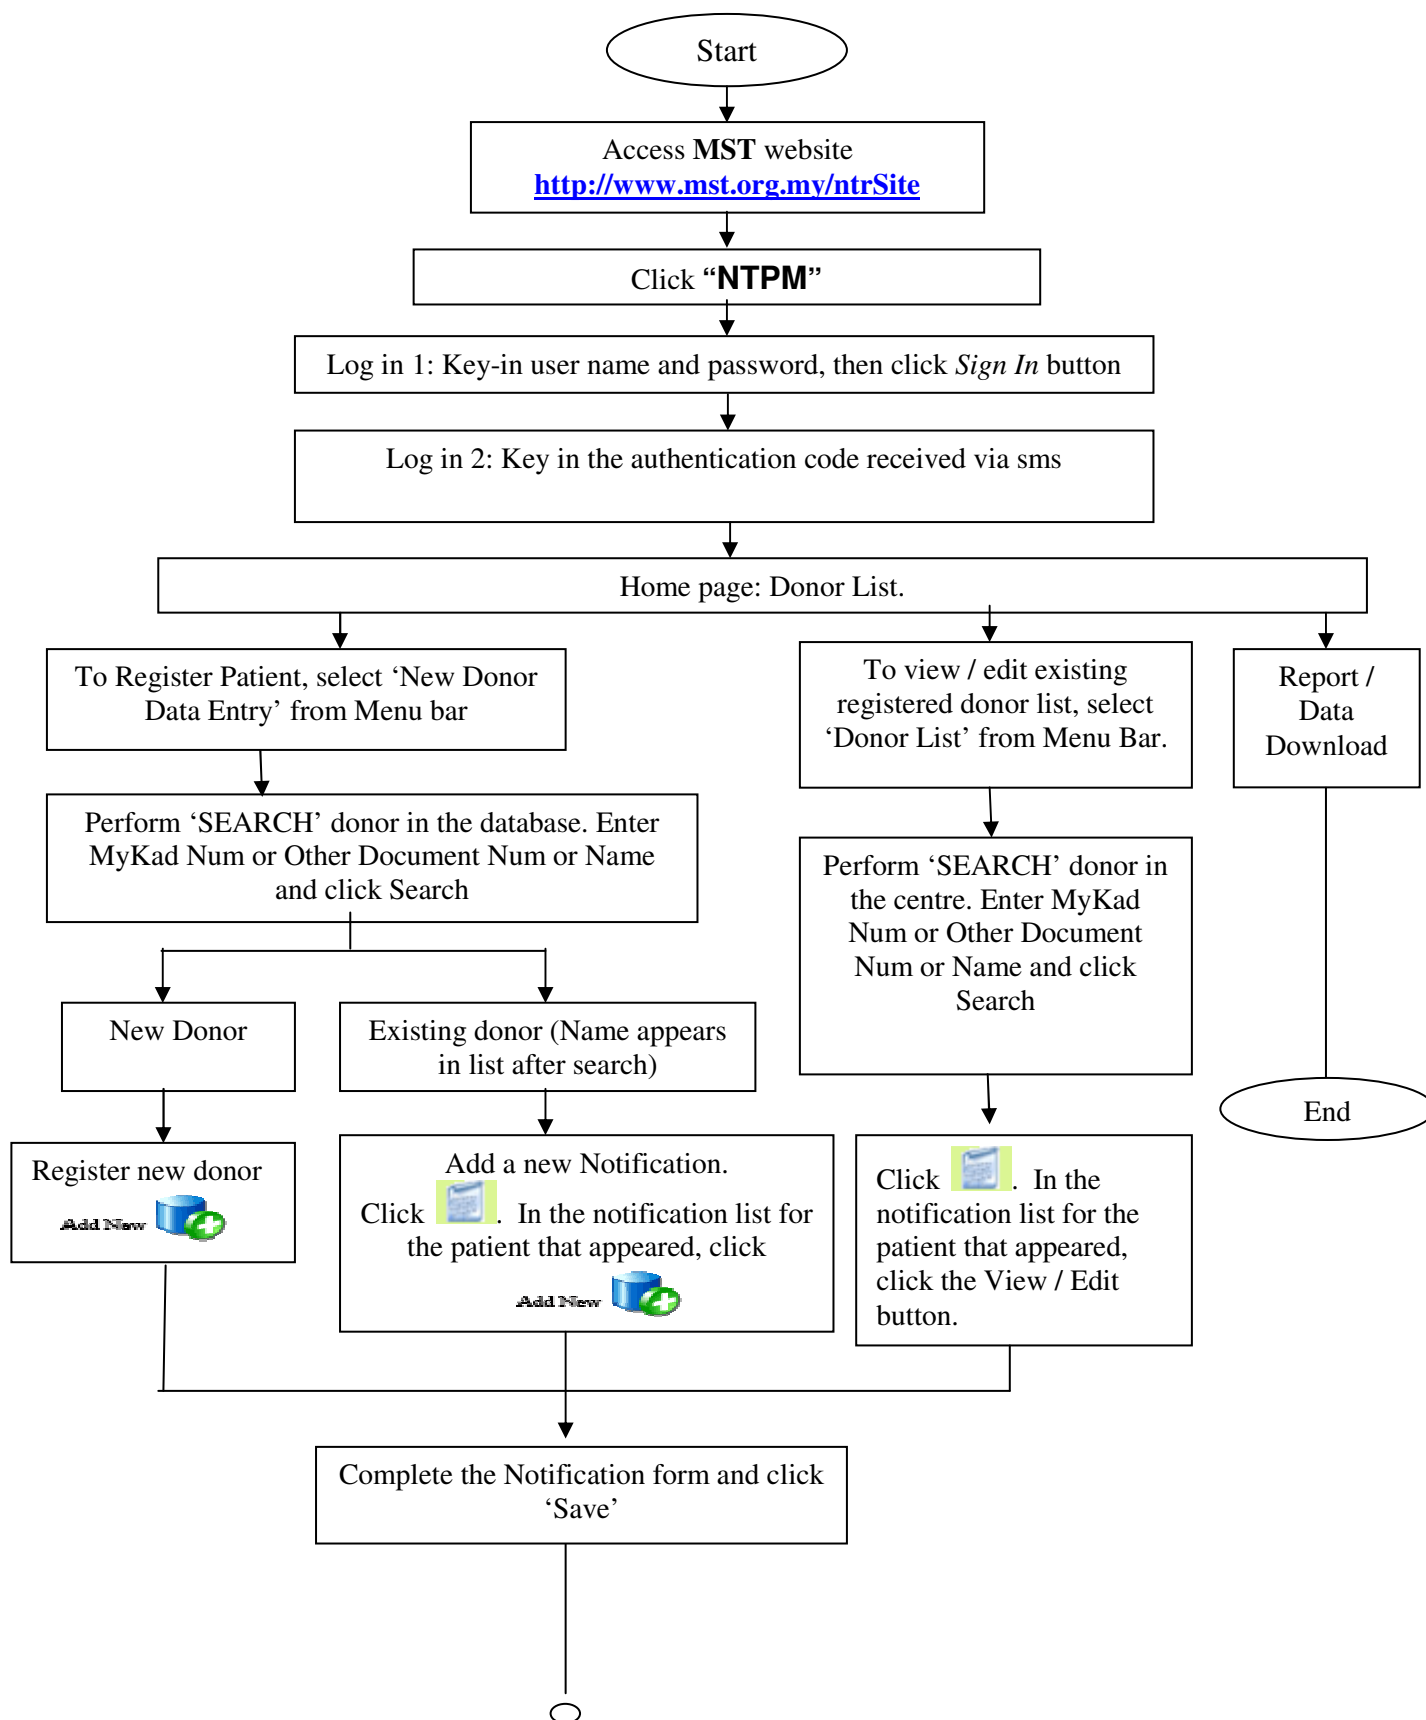 Start
Access MST website
http://www.mst.org.my/ntrSite
Click “NTPM”
Log in 1: Key-in user name and password, then click Sign In button
Log in 2: Key in the authentication code received via sms
Home page: Donor List.
To Register Patient, select ‘New Donor
Data Entry’ from Menu bar
To view / edit existing
registered donor list, select
‘Donor List’ from Menu Bar.
Report /
Data
Download
Perform ‘SEARCH’ donor in the database. Enter
MyKad Num or Other Document Num or Name
and click Search
Perform ‘SEARCH’ donor in
the centre. Enter MyKad
Num or Other Document
Num or Name and click
Search
New Donor
Existing donor (Name appears
in list after search)
End
Register new donor
Add New
Add a new Notification.
Click . In the notification list for
the patient that appeared, click
Add New
Click . In the
notification list for the
patient that appeared,
click the View / Edit
button.
Complete the Notification form and click
‘Save’